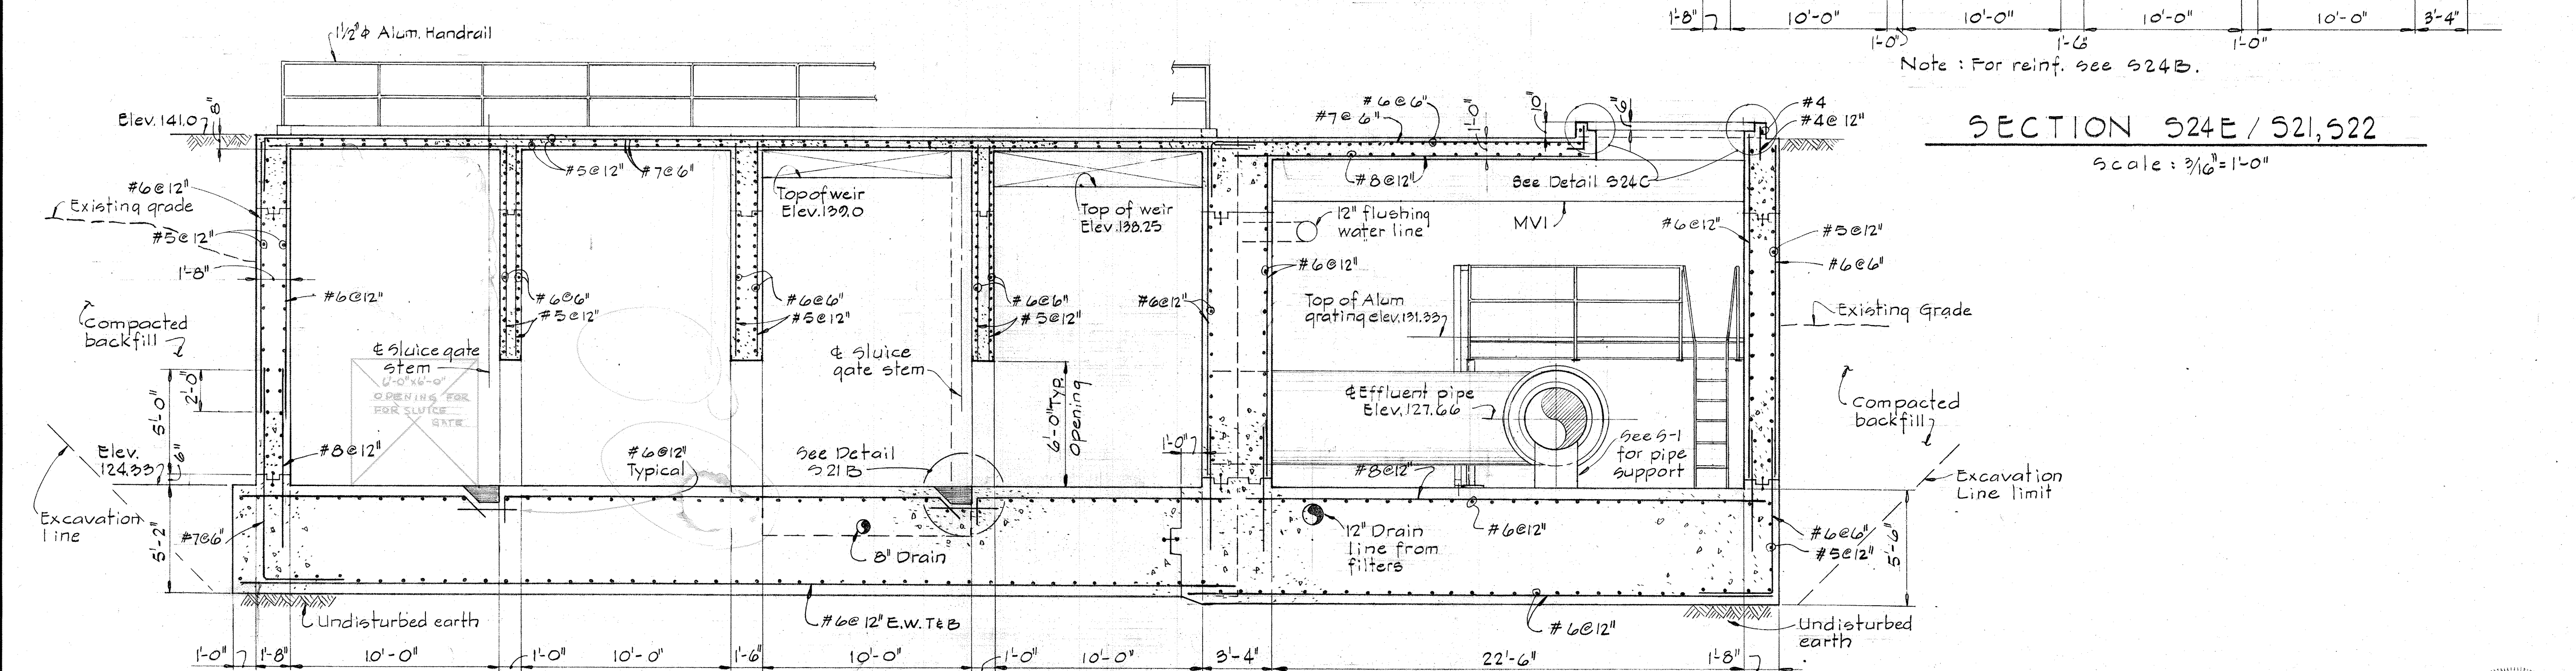 1½"⌀ Alum. Handrail
1'-8"
10'-0"
10'-0"
10'-0"
10'-0"
3'-4"
1'-0"
1'-6"
1'-0"
Note : For reinf. see S24B.
SECTION S24E / S21, S22
Scale : 3/16" = 1'-0"
Elev. 141.0
8"
#6@12"
Existing grade
#5@12"
1'-8"
#6@12"
Compacted
backfill
#5@12"
#7@6"
Top of weir
Elev. 139.0
Top of weir
Elev. 138.25
#6@6"
#7@6"
1'-0"
#8@12"
See Detail S24C
#4
#4@12"
12" flushing
water line
MVI
#6@12"
#5@12"
#6@6"
#6@12"
Existing Grade
#6@6"
#5@12"
#6@6"
#5@12"
#6@6"
#5@12"
#6@12"
Top of Alum
grating elev. 131.33
℄ Sluice gate
stem
6'-0"x6'-0"
OPENING FOR
FOR SLUICE
GATE
℄ Sluice
gate stem
6'-0" Typ.
Opening
℄ Effluent pipe
Elev. 127.66
See S-1
for pipe
support
Compacted
backfill
Excavation
Line limit
5'-0"
2'-0"
6"
Elev.
124.33
#8@12"
#6@12"
Typical
See Detail
S21B
1'-0"
#8@12"
Excavation
line
5'-2"
#7@6"
8" Drain
12" Drain
line from
filters
#6@12"
#6@6"
#5@12"
5'-6"
Undisturbed earth
#6@12" E.W. T&B
#6@12"
Undisturbed
earth
1'-0"
1'-8"
10'-0"
1'-0"
10'-0"
1'-6"
10'-0"
1'-0"
10'-0"
3'-4"
22'-6"
1'-8"